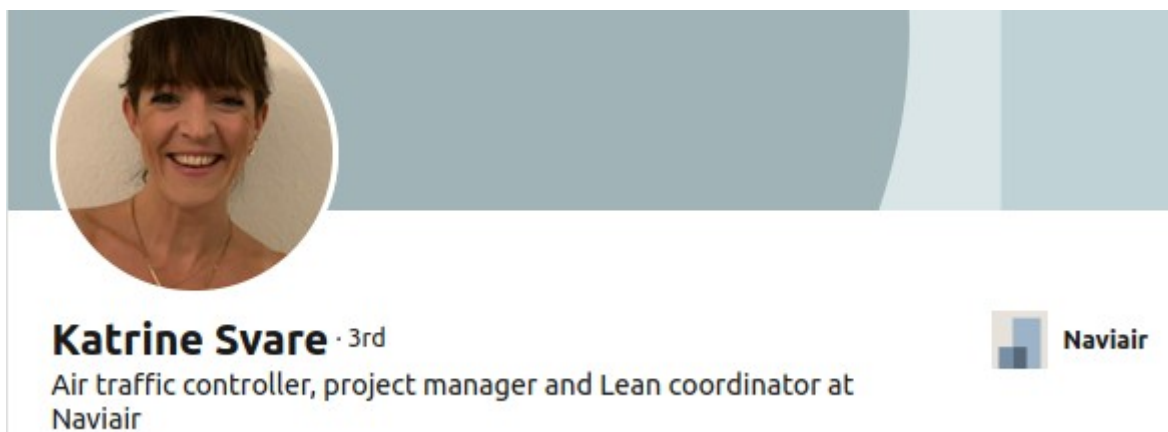 Katrine Svare · 3rd
Naviair
Air traffic controller, project manager and Lean coordinator at
Naviair